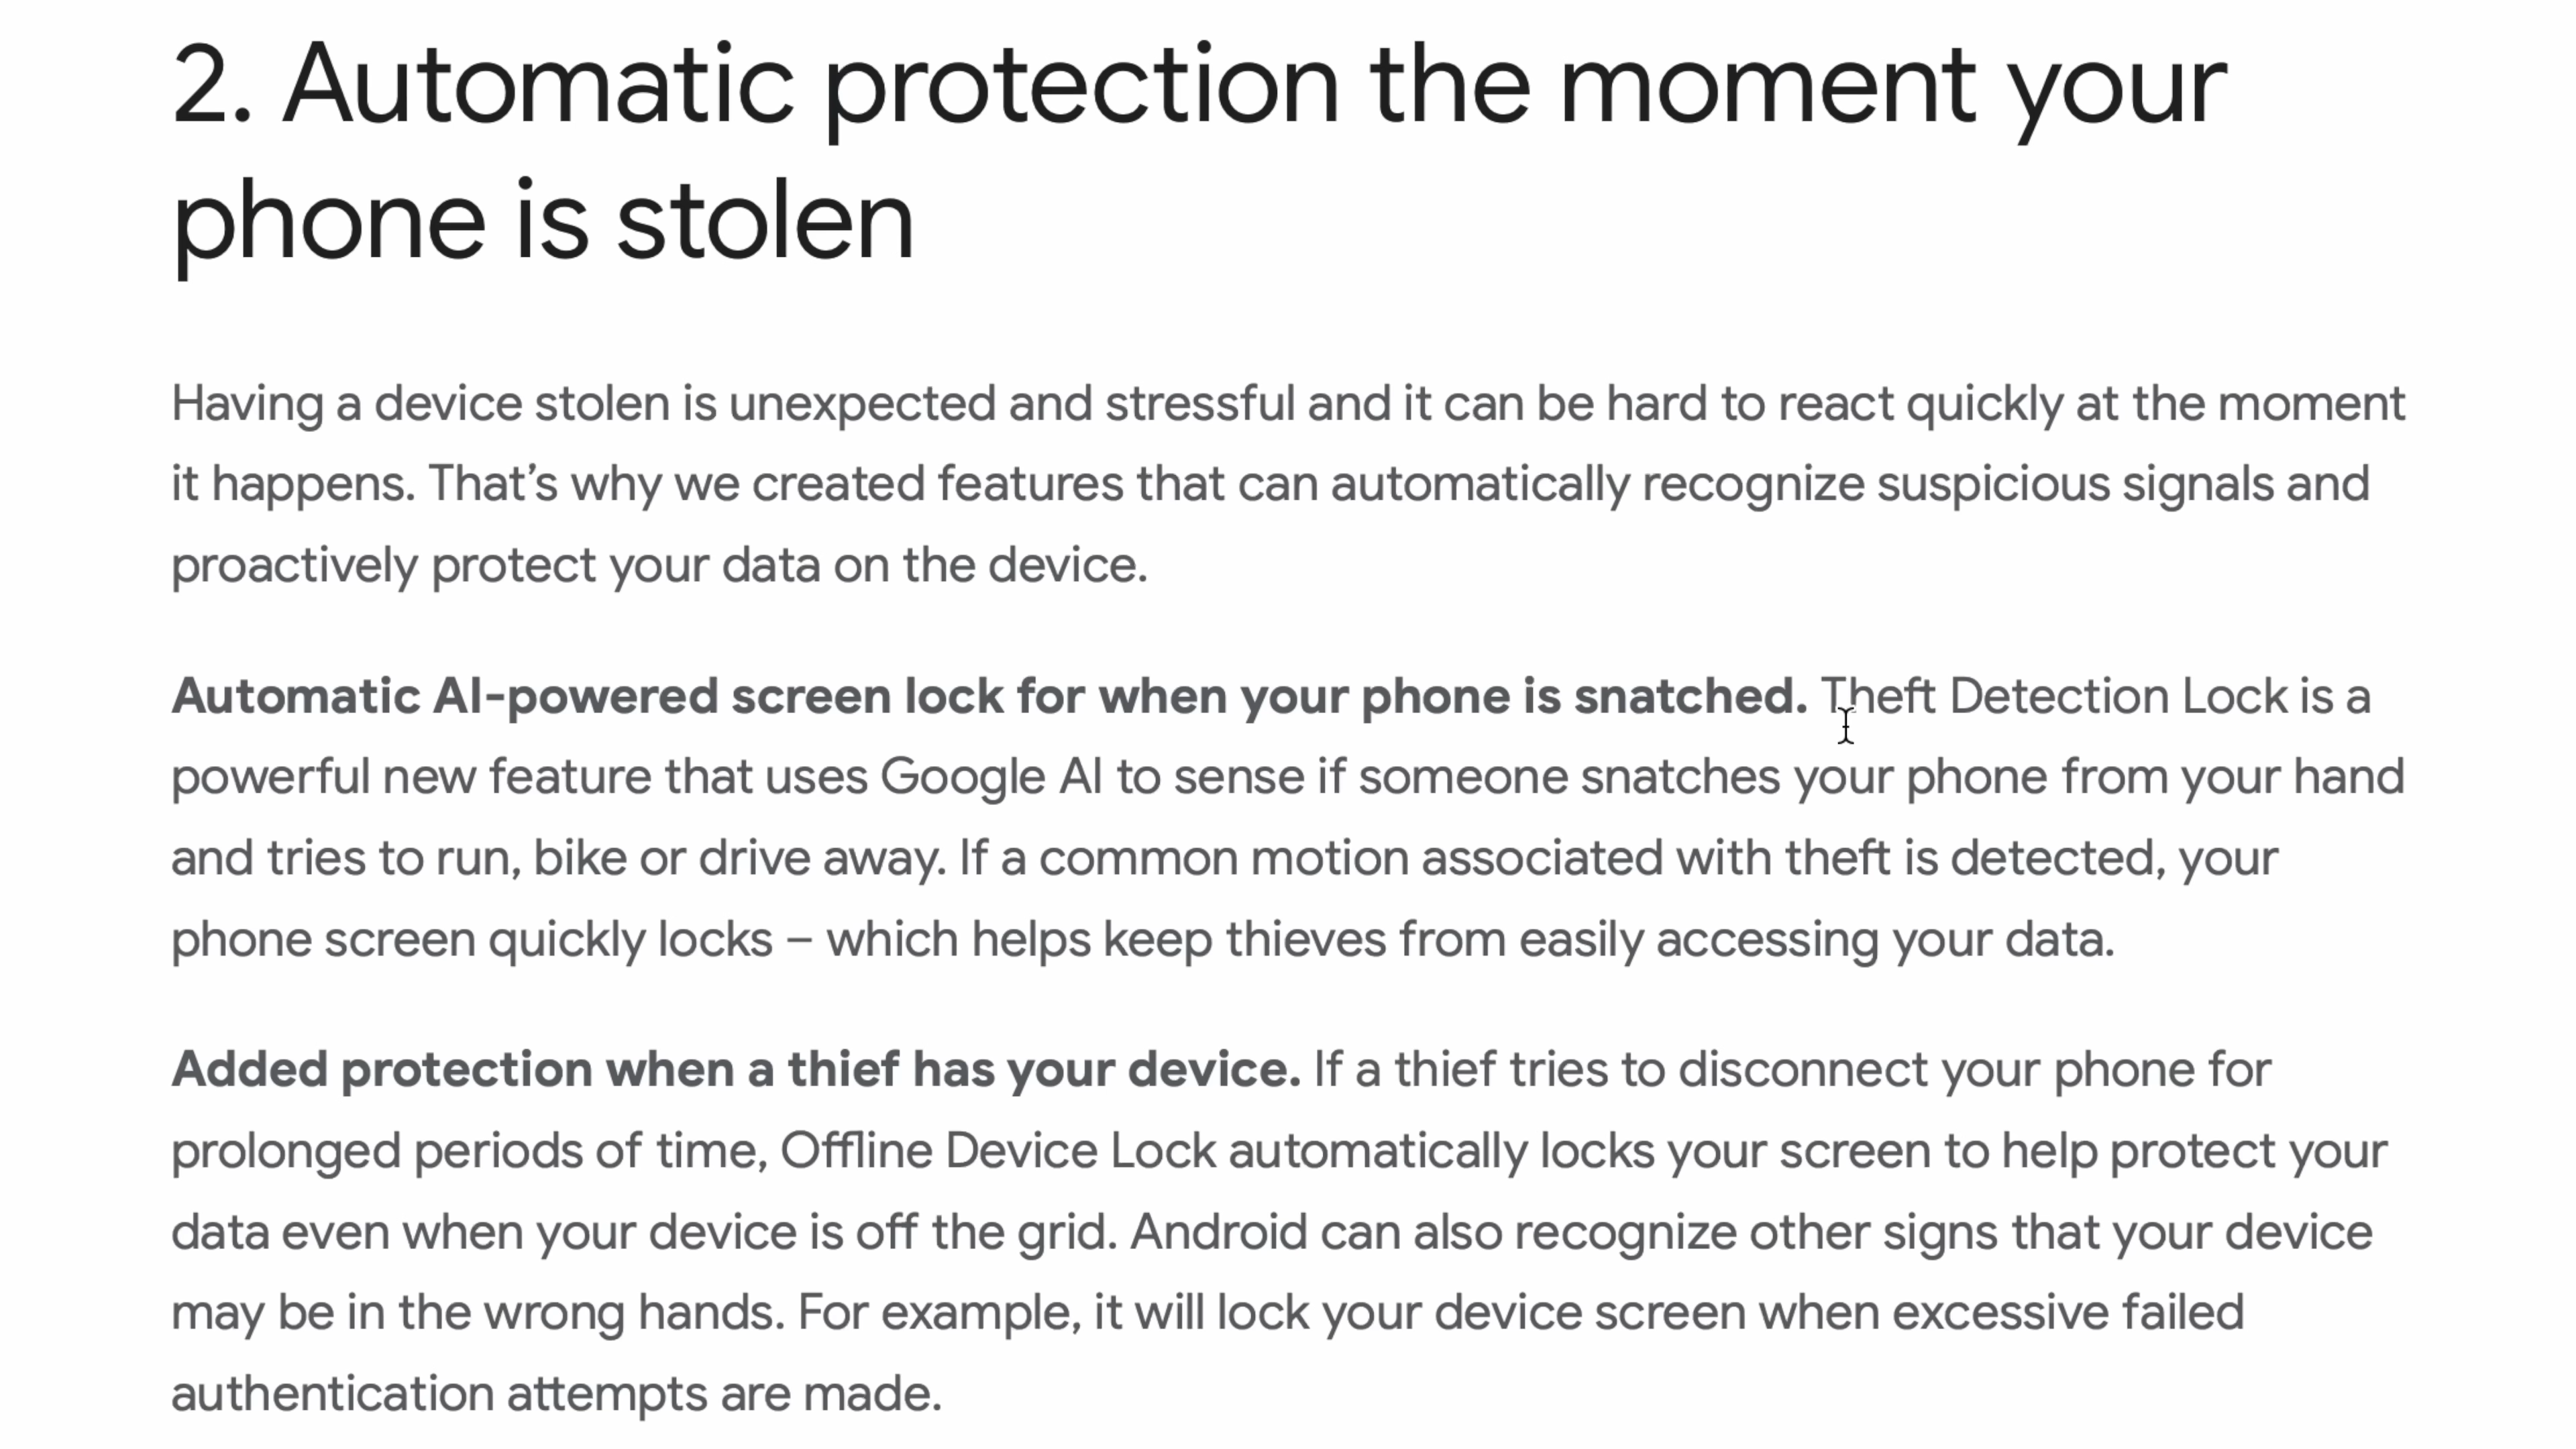 2. Automatic protection the moment your
phone is stolen
Having a device stolen is unexpected and stressful and it can be hard to react quickly at the moment
it happens. That’s why we created features that can automatically recognize suspicious signals and
proactively protect your data on the device.
Automatic AI-powered screen lock for when your phone is snatched. Theft Detection Lock is a
powerful new feature that uses Google AI to sense if someone snatches your phone from your hand
and tries to run, bike or drive away. If a common motion associated with theft is detected, your
phone screen quickly locks – which helps keep thieves from easily accessing your data.
Added protection when a thief has your device. If a thief tries to disconnect your phone for
prolonged periods of time, Offline Device Lock automatically locks your screen to help protect your
data even when your device is off the grid. Android can also recognize other signs that your device
may be in the wrong hands. For example, it will lock your device screen when excessive failed
authentication attempts are made.